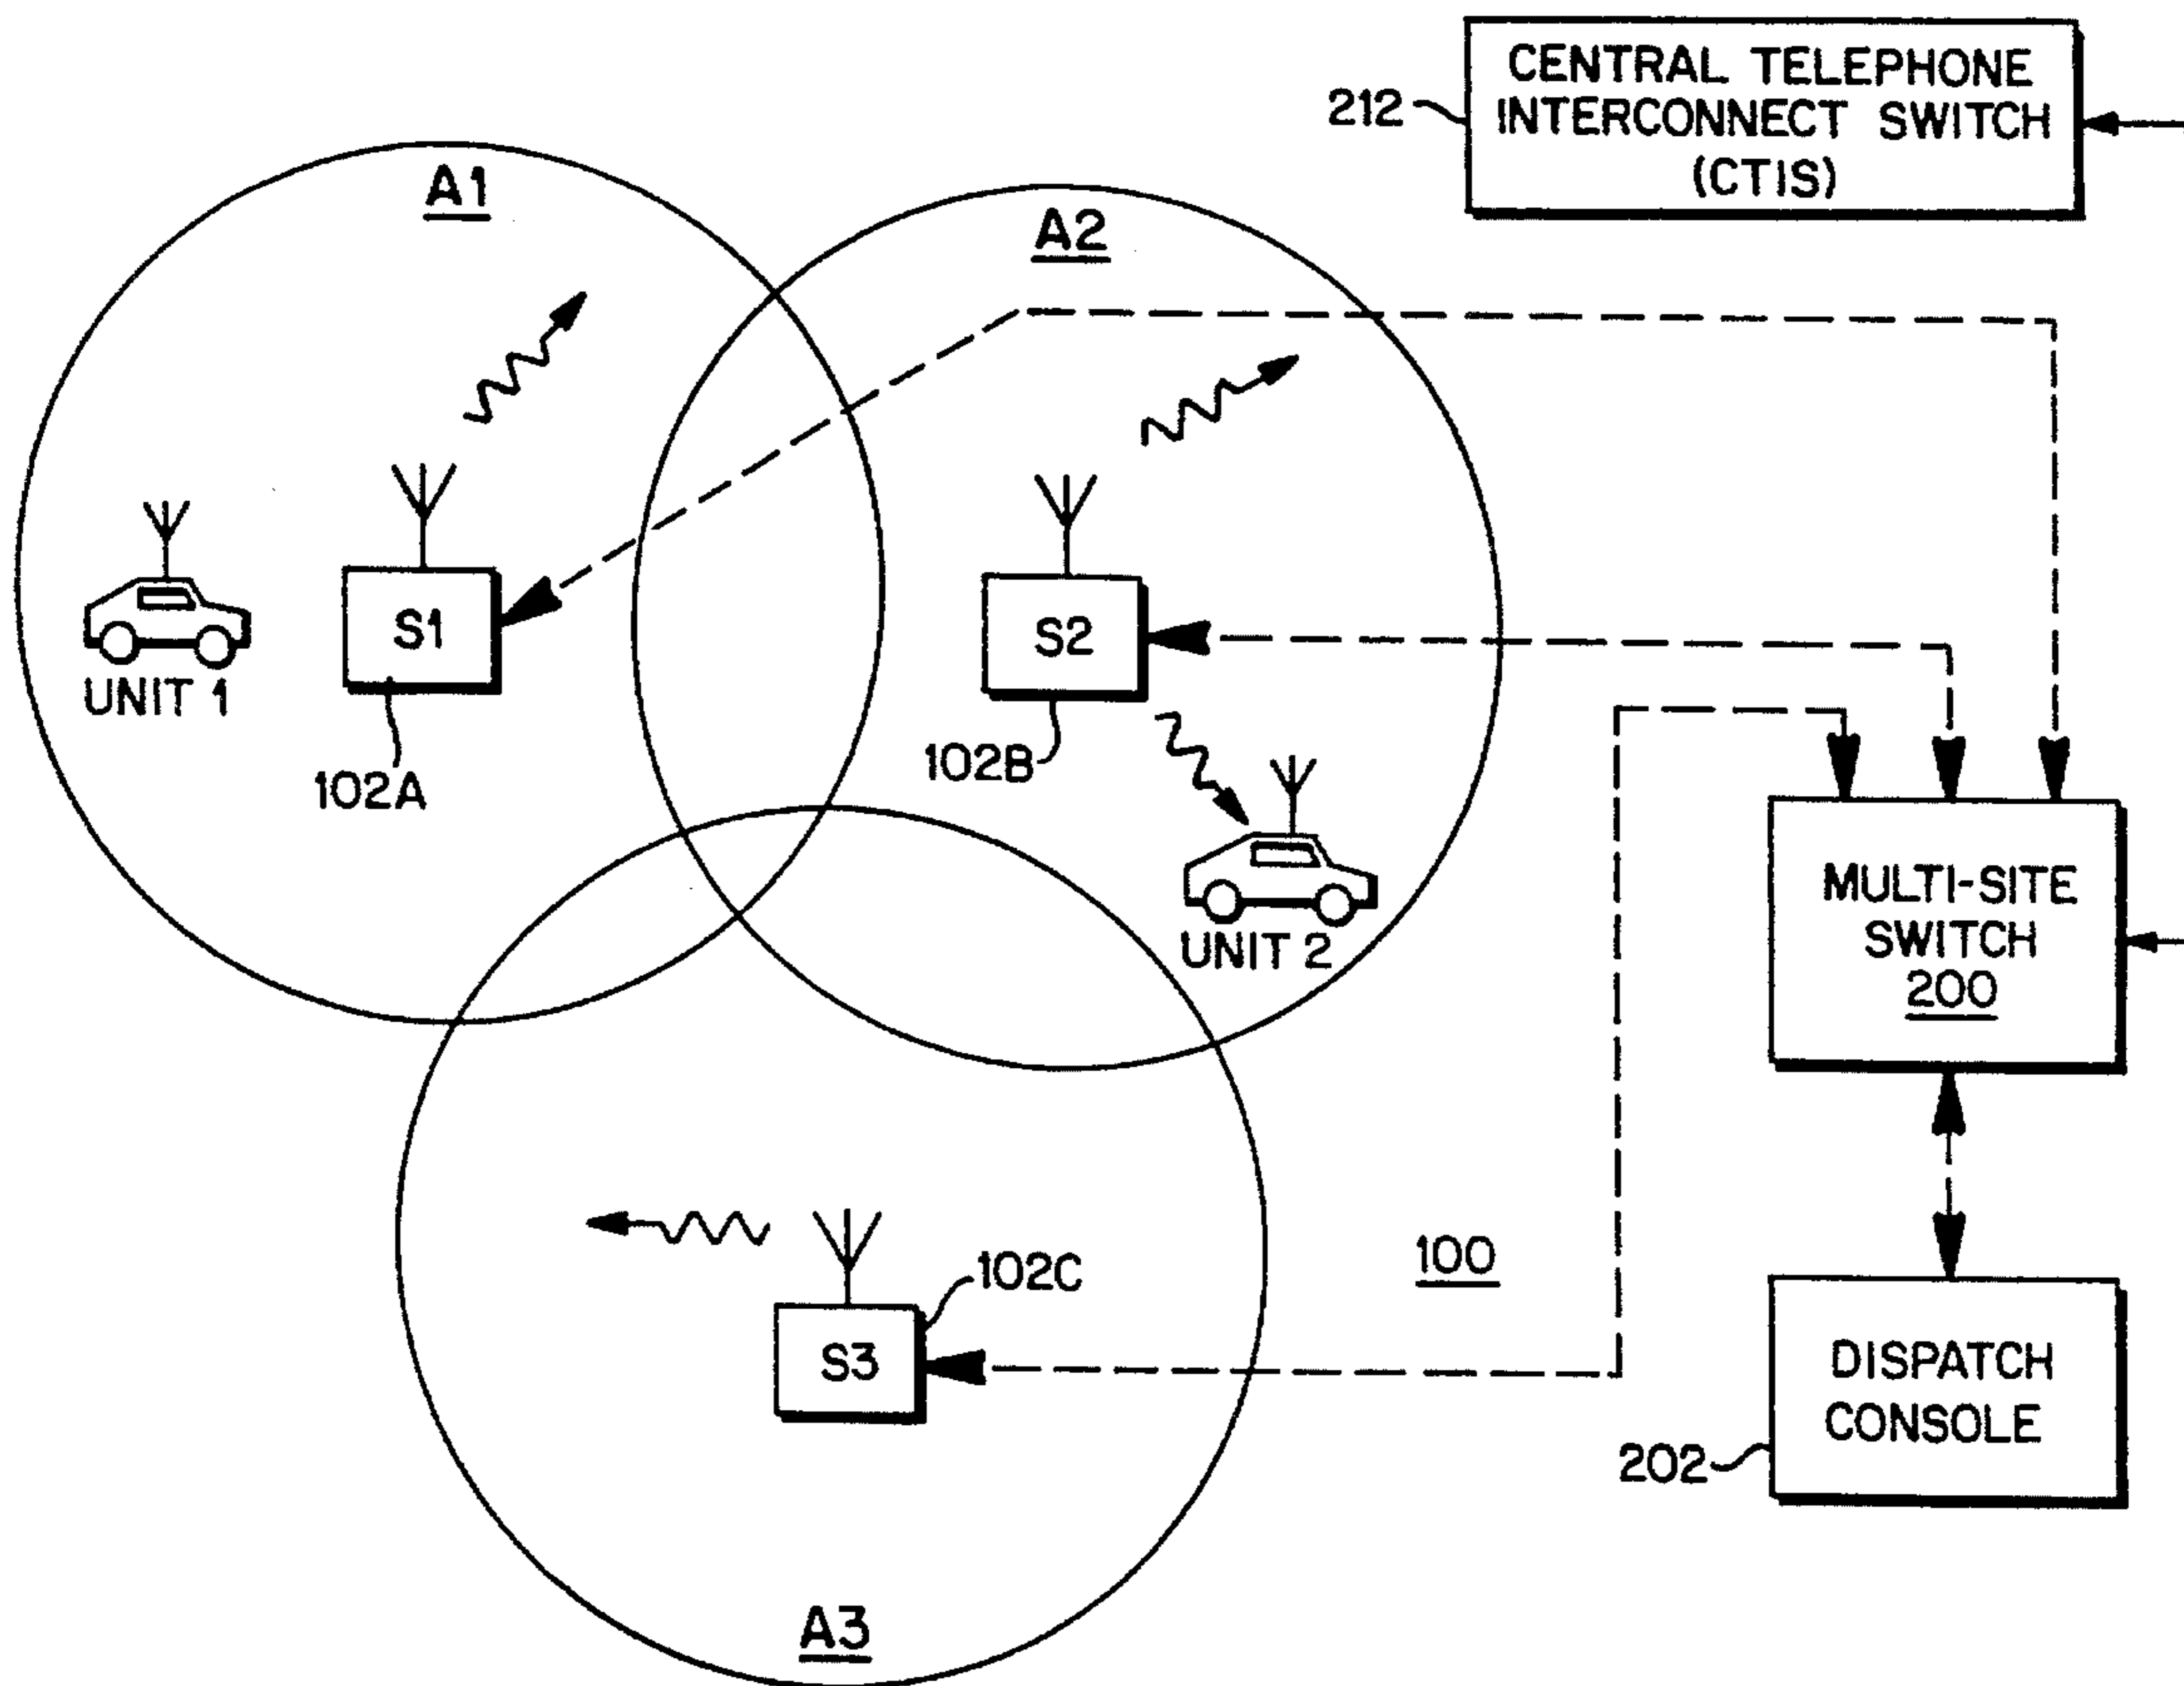 CENTRAL TELEPHONE
INTERCONNECT SWITCH
(CTIS)
212
A1
A2
S1
S2
UNIT 1
102A
102B
UNIT 2
MULTI-SITE
SWITCH
200
100
102C
S3
DISPATCH
CONSOLE
202
A3